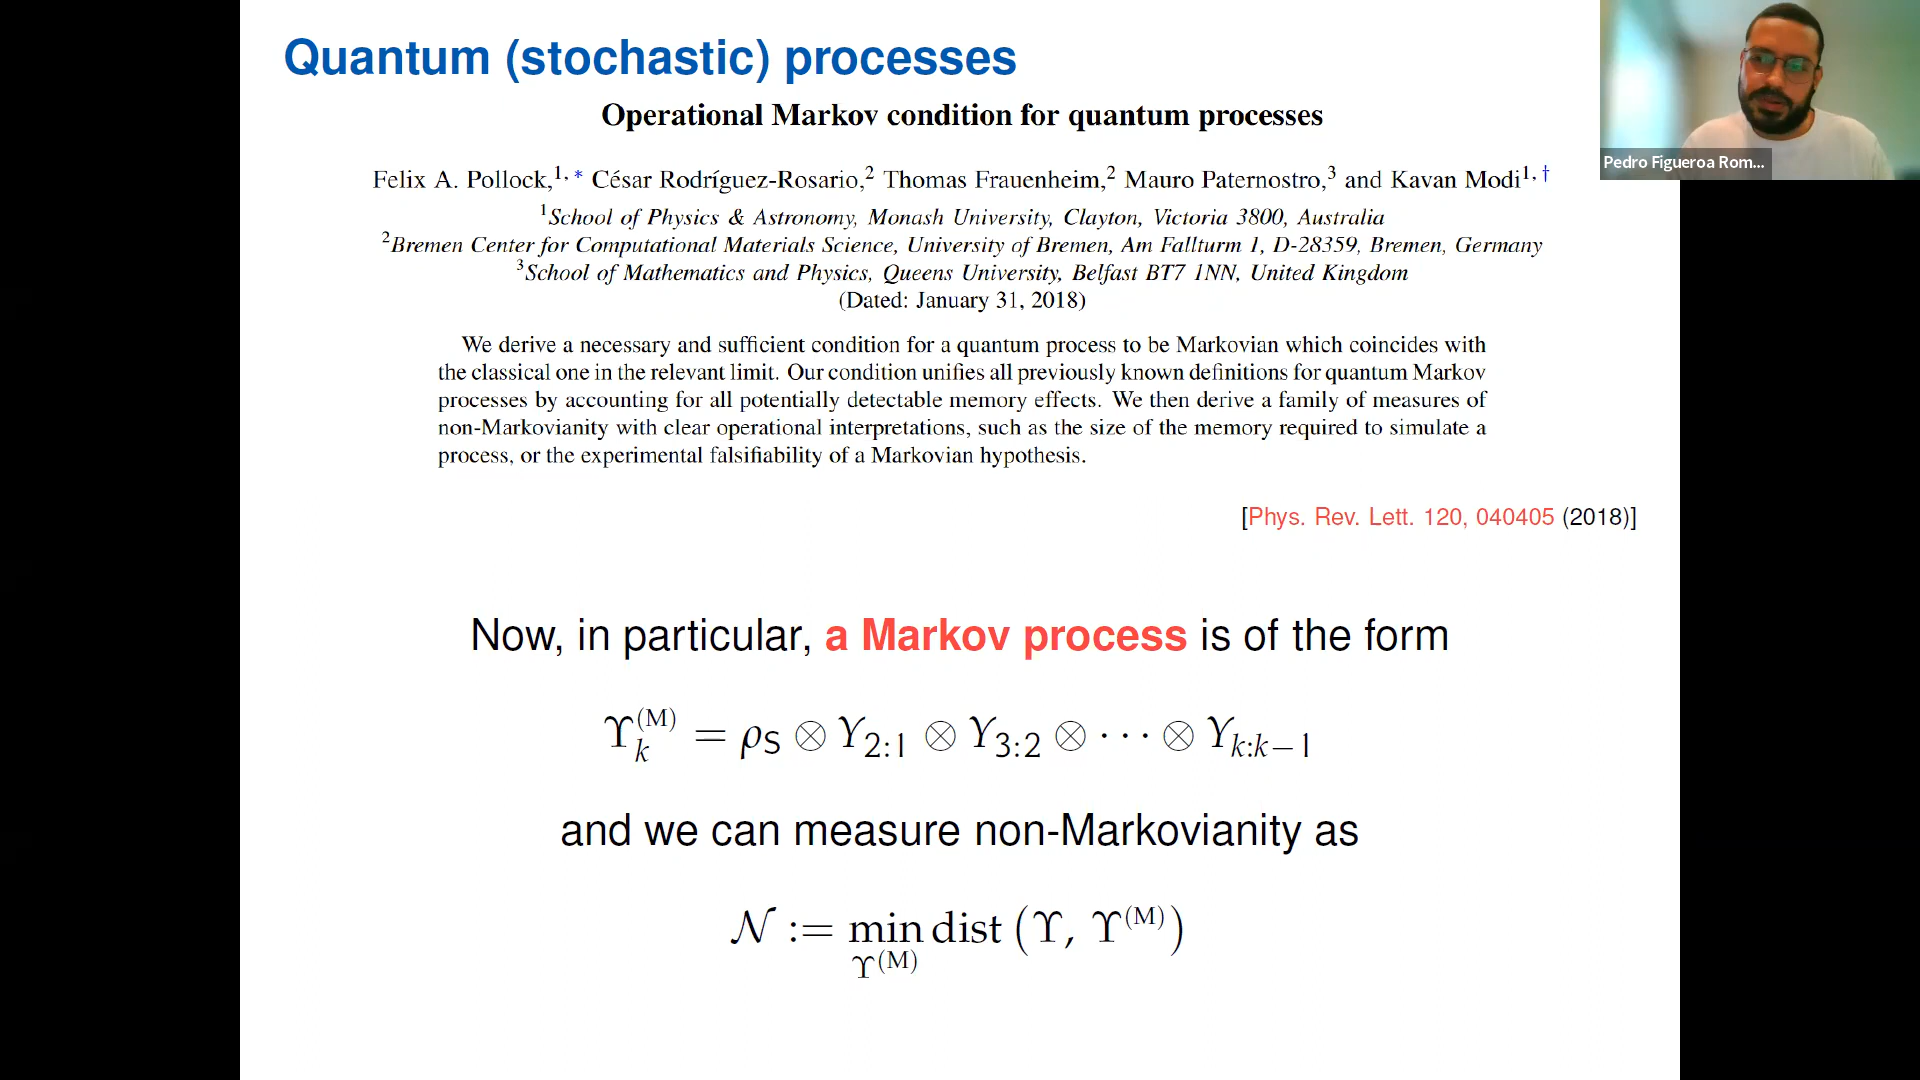 Quantum (stochastic) processes
Operational Markov condition for quantum processes
Felix A. Pollock,¹, * César Rodríguez-Rosario,² Thomas Frauenheim,² Mauro Paternostro,³ and Kavan Modi¹, †
¹School of Physics & Astronomy, Monash University, Clayton, Victoria 3800, Australia
²Bremen Center for Computational Materials Science, University of Bremen, Am Fallturm 1, D-28359, Bremen, Germany
³School of Mathematics and Physics, Queens University, Belfast BT7 1NN, United Kingdom
(Dated: January 31, 2018)
We derive a necessary and sufficient condition for a quantum process to be Markovian which coincides with
the classical one in the relevant limit. Our condition unifies all previously known definitions for quantum Markov
processes by accounting for all potentially detectable memory effects. We then derive a family of measures of
non-Markovianity with clear operational interpretations, such as the size of the memory required to simulate a
process, or the experimental falsifiability of a Markovian hypothesis.
[Phys. Rev. Lett. 120, 040405 (2018)]
Now, in particular, a Markov process is of the form
ϒ_k^(M) = ρ_S ⊗ Y_2:1 ⊗ Y_3:2 ⊗ ⋯ ⊗ Y_k:k−1
and we can measure non-Markovianity as
𝒩 := min_ϒ^(M) dist (ϒ, ϒ^(M))
Pedro Figueroa Rom...